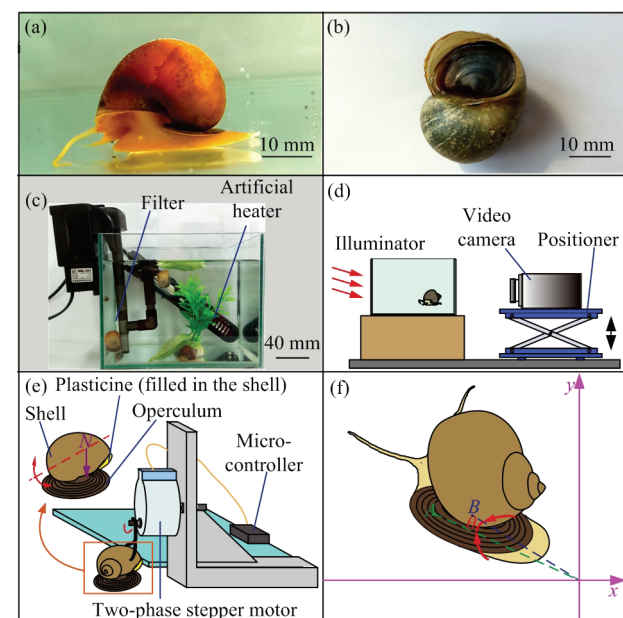 (a)
10 mm
(b)
10 mm
(c)
Filter
Artificial
heater
40 mm
(d)
Illuminator
Video
camera
Positioner
(e)
Plasticine (filled in the shell)
Shell
Operculum
N
Micro-
controller
Two-phase stepper motor
(f)
y
B
x